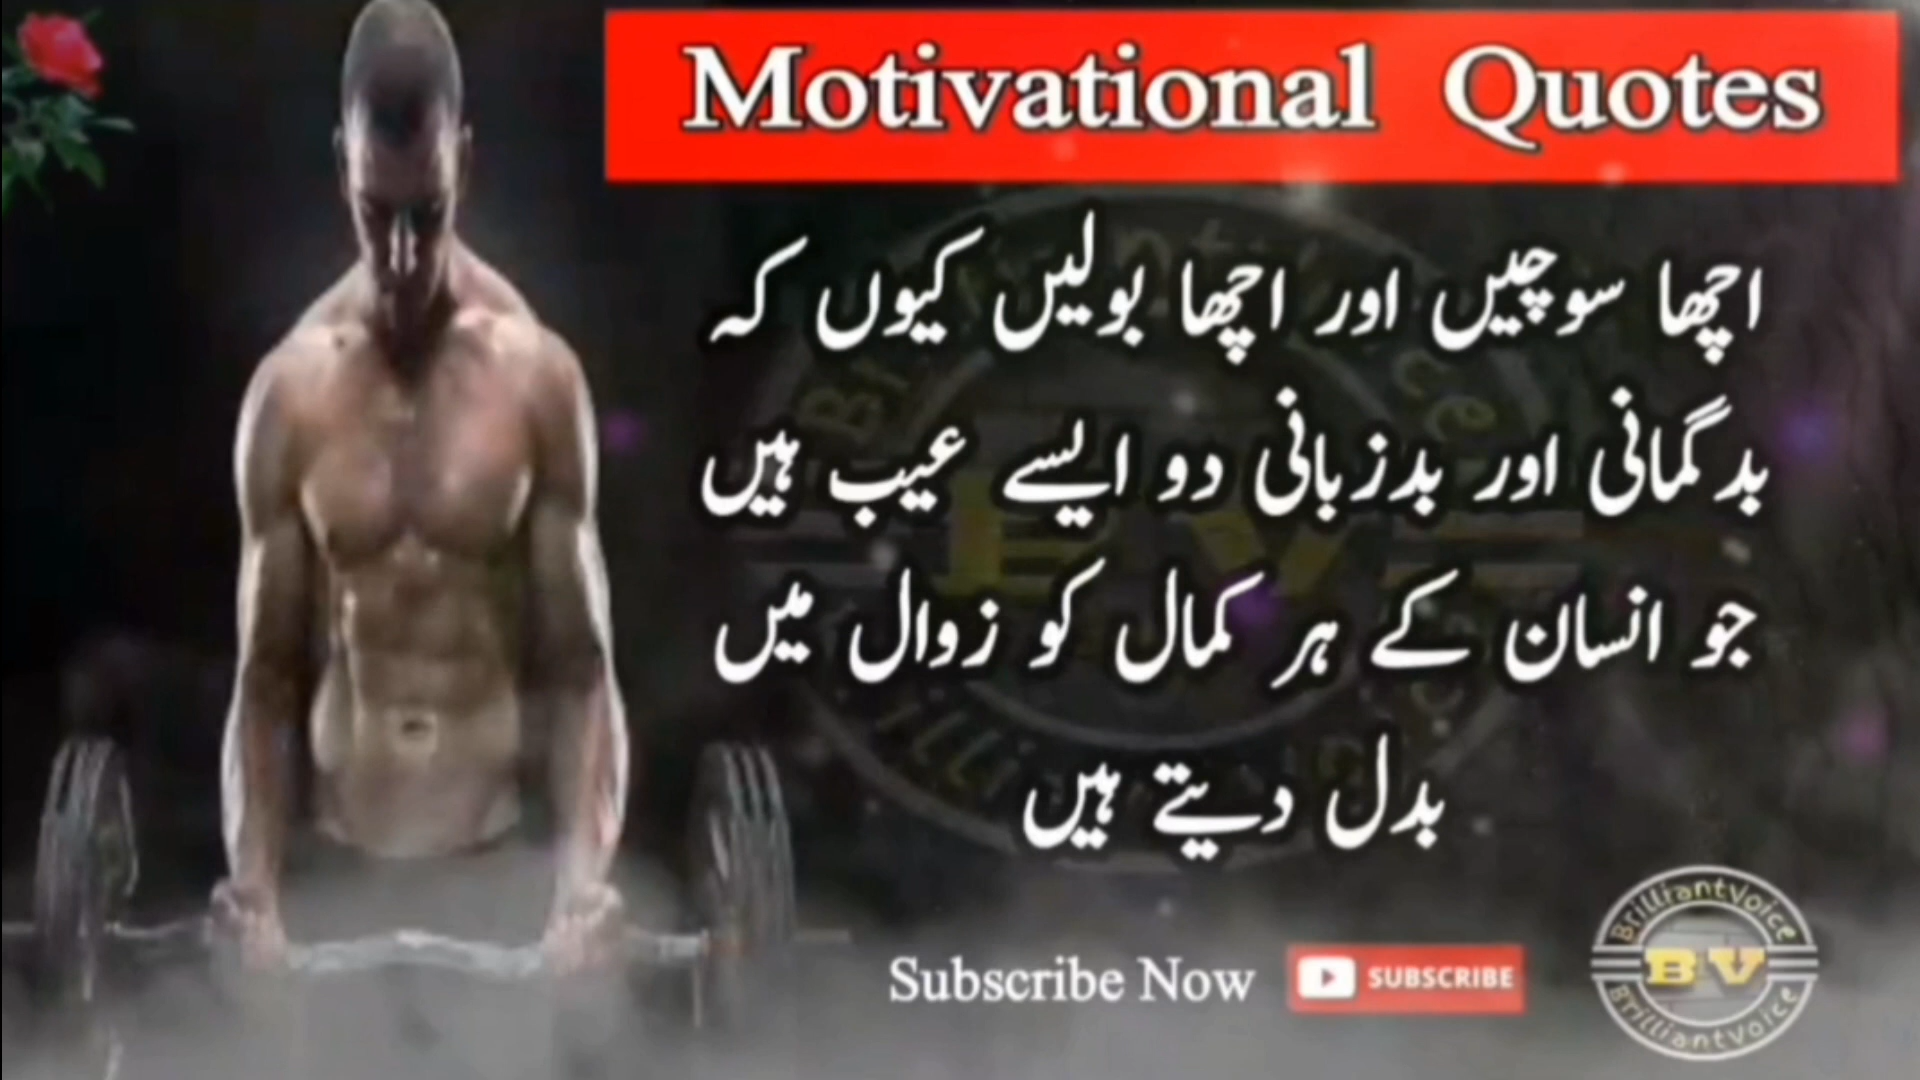 Motivational Quotes
اچھا سوچیں اور اچھا بولیں کیوں کہ
بدگمانی اور بدزبانی دو ایسے عیب ہیں
جو انسان کے ہر کمال کو زوال میں
بدل دیتے ہیں
Subscribe Now
SUBSCRIBE
BrilliantVoice
BV
BrilliantVoice